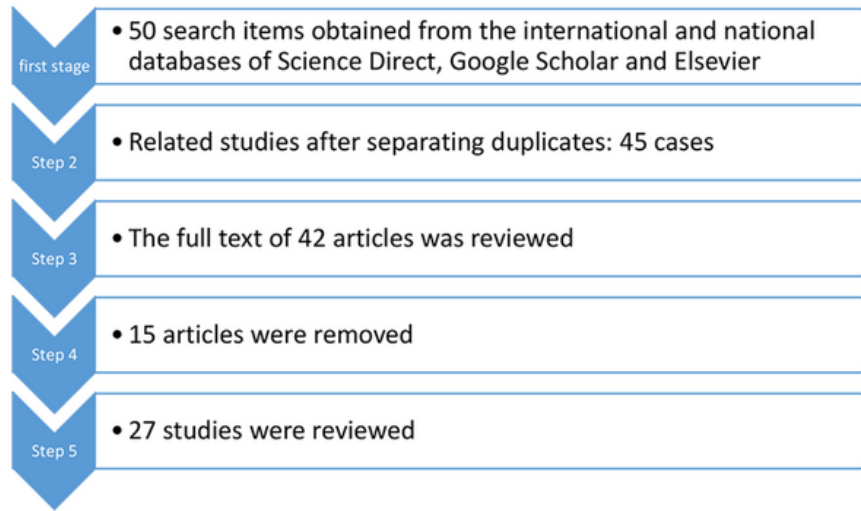 first stage
• 50 search items obtained from the international and national
databases of Science Direct, Google Scholar and Elsevier
Step 2
• Related studies after separating duplicates: 45 cases
Step 3
• The full text of 42 articles was reviewed
Step 4
• 15 articles were removed
Step 5
• 27 studies were reviewed